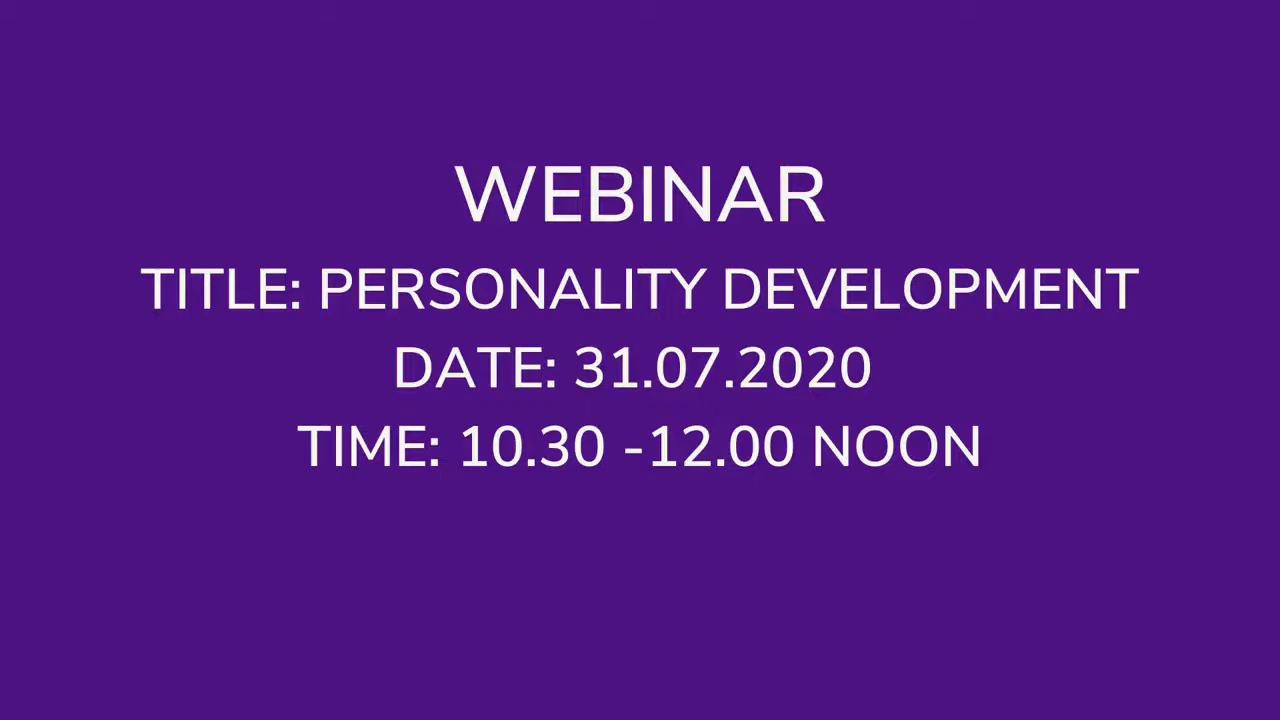 WEBINAR
TITLE: PERSONALITY DEVELOPMENT
DATE: 31.07.2020
TIME: 10.30 -12.00 NOON